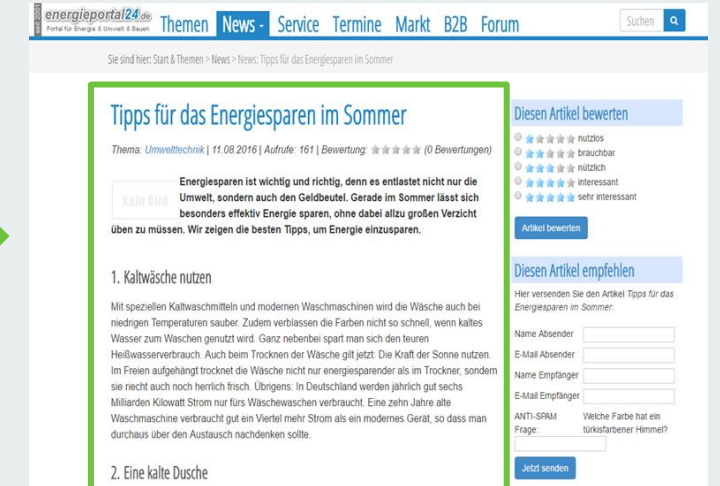 seit 2001
energieportal24.de
Portal für Energie & Umwelt & Bauen
Themen News Service Termine Markt B2B Forum
Suchen
Sie sind hier: Start & Themen > News > News: Tipps für das Energiesparen im Sommer
Tipps für das Energiesparen im Sommer
Thema: Umwelttechnik | 11.08.2016 | Aufrufe: 161 | Bewertung: (0 Bewertungen)
kein Bild
Energiesparen ist wichtig und richtig, denn es entlastet nicht nur die
Umwelt, sondern auch den Geldbeutel. Gerade im Sommer lässt sich
besonders effektiv Energie sparen, ohne dabei allzu großen Verzicht
üben zu müssen. Wir zeigen die besten Tipps, um Energie einzusparen.
1. Kaltwäsche nutzen
Mit speziellen Kaltwaschmitteln und modernen Waschmaschinen wird die Wäsche auch bei
niedrigen Temperaturen sauber. Zudem verblassen die Farben nicht so schnell, wenn kaltes
Wasser zum Waschen genutzt wird. Ganz nebenbei spart man sich den teuren
Heißwasserverbrauch. Auch beim Trocknen der Wäsche gilt jetzt: Die Kraft der Sonne nutzen.
Im Freien aufgehängt trocknet die Wäsche nicht nur energiesparender als im Trockner, sondern
sie riecht auch noch herrlich frisch. Übrigens: In Deutschland werden jährlich gut sechs
Milliarden Kilowatt Strom nur fürs Wäschewaschen verbraucht. Eine zehn Jahre alte
Waschmaschine verbraucht gut ein Viertel mehr Strom als ein modernes Gerät, so dass man
durchaus über den Austausch nachdenken sollte.
2. Eine kalte Dusche
Diesen Artikel bewerten
nutzlos
brauchbar
nützlich
interessant
sehr interessant
Artikel bewerten
Diesen Artikel empfehlen
Hier versenden Sie den Artikel Tipps für das
Energiesparen im Sommer:
Name Absender
E-Mail Absender
Name Empfänger
E-Mail Empfänger
ANTI-SPAM Welche Farbe hat ein
Frage: türkisfarbener Himmel?
Jetzt senden